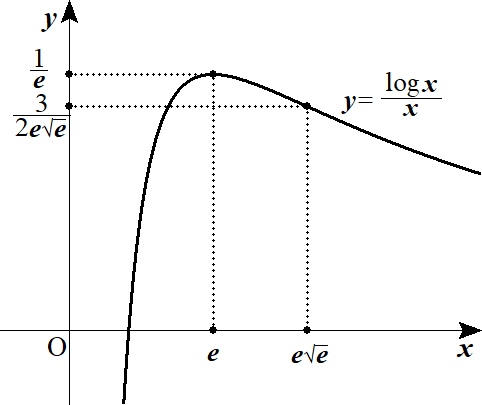 y
1/e
3/2e√e
y = log x / x
O
e
e√e
x